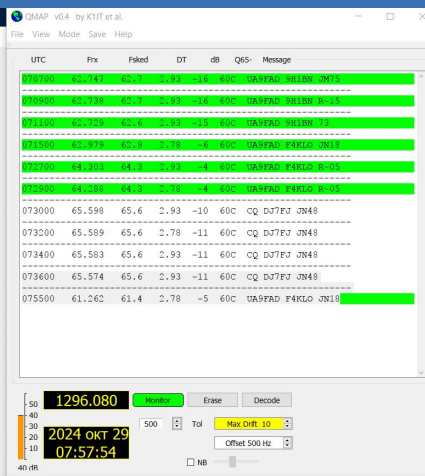 QMAP v0.4 by K1JT et al.
File View Mode Save Help
UTC Frx Fsked DT dB Q65- Message
070700 62.747 62.7 2.93 -16 60C UA9FAD 9H1BN JM75
070900 62.738 62.7 2.93 -16 60C UA9FAD 9H1BN R-15
071100 62.729 62.6 2.93 -15 60C UA9FAD 9H1BN 73
071500 62.979 62.9 2.78 -6 60C UA9FAD F4KLO JN18
072700 64.303 64.3 2.93 -4 60C UA9FAD F4KLO R-05
072900 64.288 64.3 2.78 -4 60C UA9FAD F4KLO R-05
073000 65.598 65.6 2.93 -10 60C CQ DJ7FJ JN48
073200 65.589 65.6 2.78 -11 60C CQ DJ7FJ JN48
073400 65.583 65.6 2.93 -11 60C CQ DJ7FJ JN48
073600 65.574 65.6 2.93 -11 60C CQ DJ7FJ JN48
075500 61.262 61.4 2.78 -5 60C UA9FAD F4KLO JN18
50
40
30
20
10
40 dB
1296.080
2024 окт 29
07:57:54
Monitor Erase Decode
500 Tol Max Drift 10
Offset 500 Hz
NB